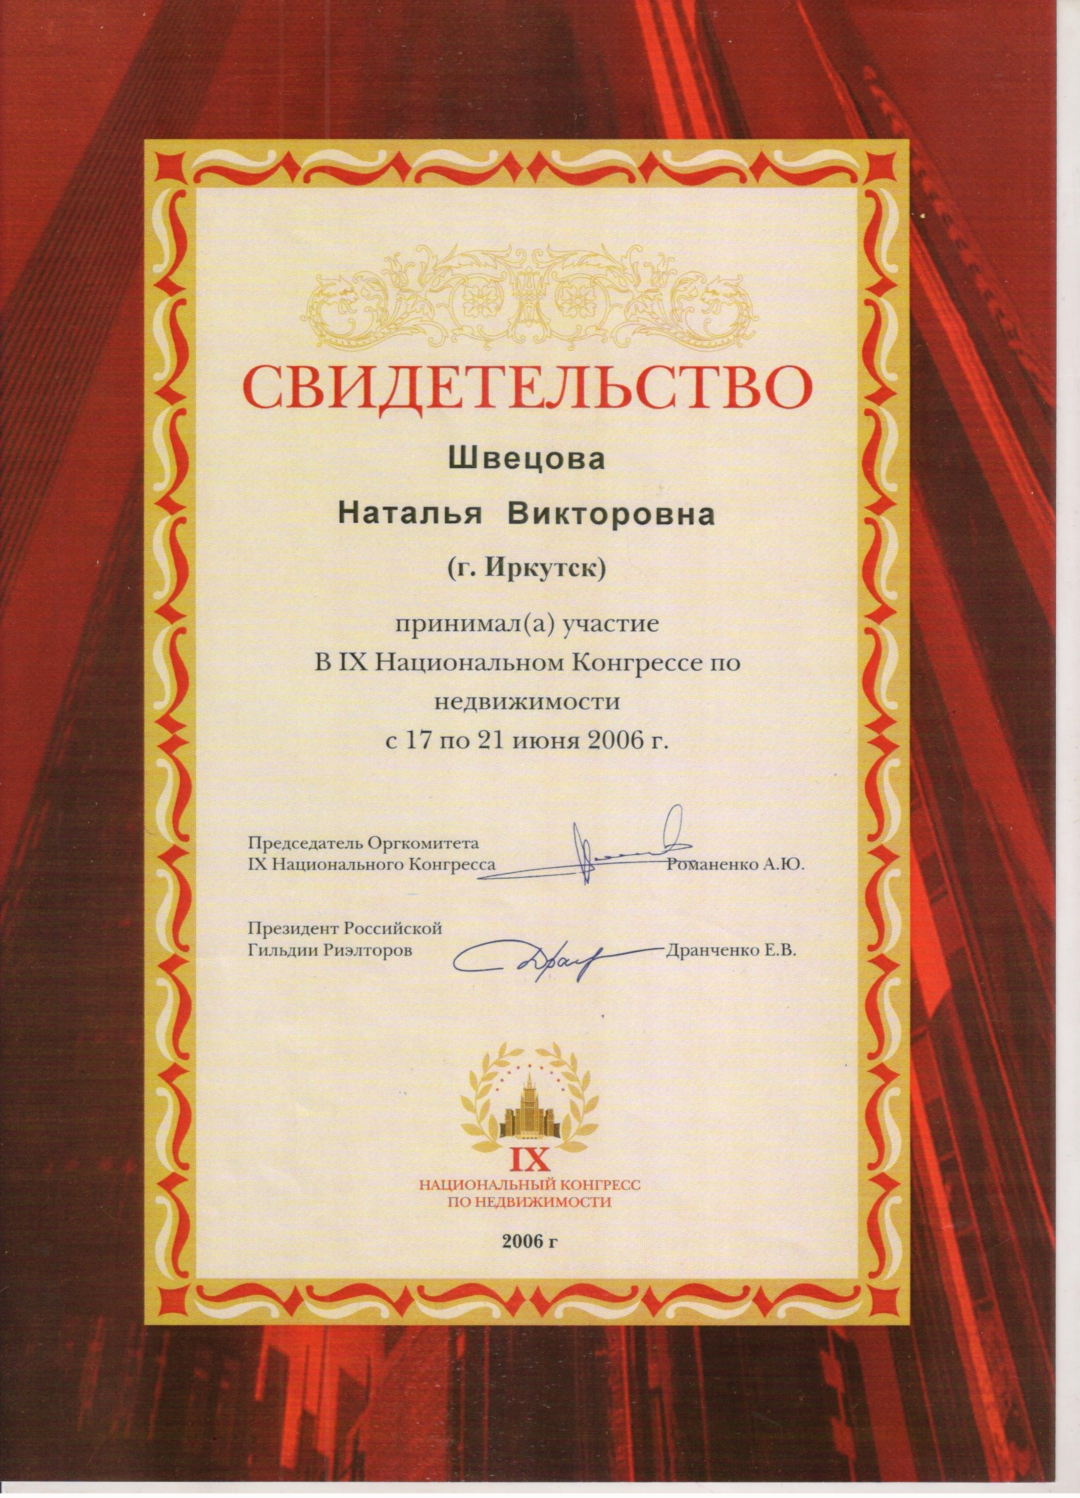 СВИДЕТЕЛЬСТВО
Швецова
Наталья Викторовна
(г. Иркутск)
принимал(а) участие
В IX Национальном Конгрессе по
недвижимости
с 17 по 21 июня 2006 г.
Председатель Оргкомитета
IX Национального Конгресса Романенко А.Ю.
Президент Российской
Гильдии Риэлторов Дранченко Е.В.
IX
НАЦИОНАЛЬНЫЙ КОНГРЕСС
ПО НЕДВИЖИМОСТИ
2006 г